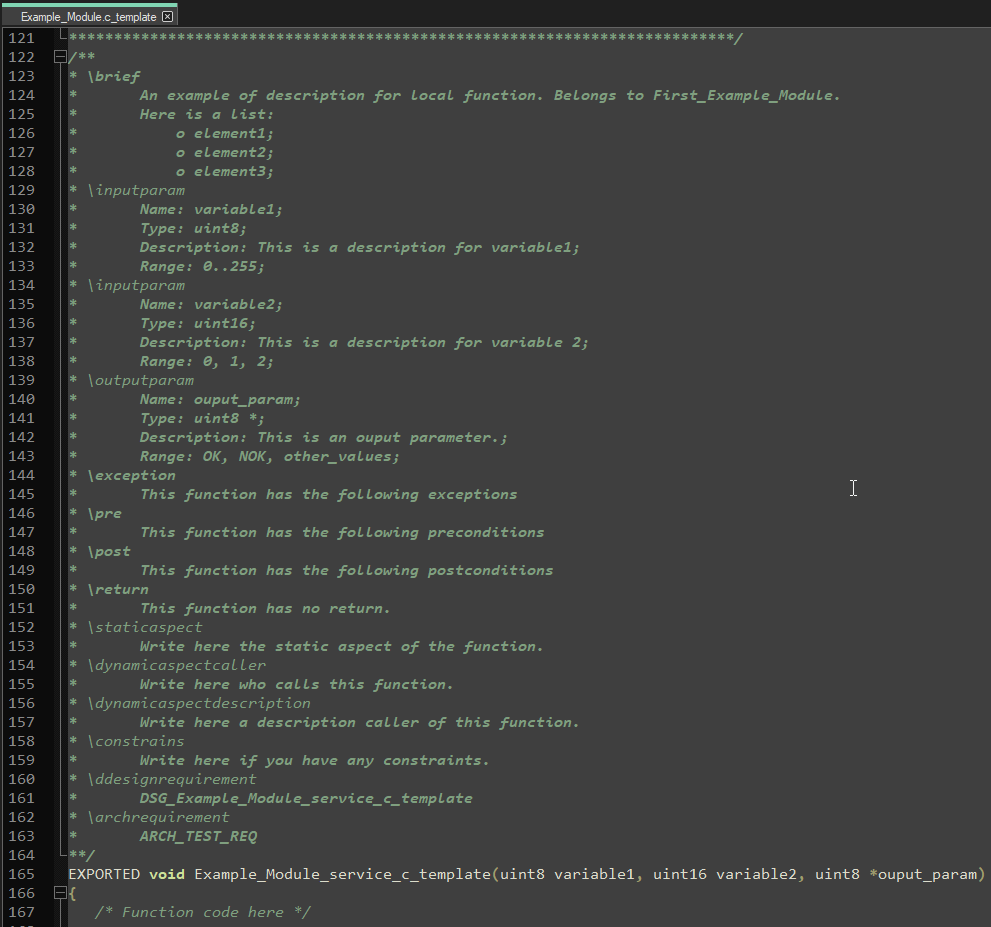 Example_Module.c_template
121 **************************************************************************/
122 /**
123 * \brief
124 * An example of description for local function. Belongs to First_Example_Module.
125 * Here is a list:
126 * o element1;
127 * o element2;
128 * o element3;
129 * \inputparam
130 * Name: variable1;
131 * Type: uint8;
132 * Description: This is a description for variable1;
133 * Range: 0..255;
134 * \inputparam
135 * Name: variable2;
136 * Type: uint16;
137 * Description: This is a description for variable 2;
138 * Range: 0, 1, 2;
139 * \outputparam
140 * Name: ouput_param;
141 * Type: uint8 *;
142 * Description: This is an ouput parameter.;
143 * Range: OK, NOK, other_values;
144 * \exception
145 * This function has the following exceptions
146 * \pre
147 * This function has the following preconditions
148 * \post
149 * This function has the following postconditions
150 * \return
151 * This function has no return.
152 * \staticaspect
153 * Write here the static aspect of the function.
154 * \dynamicaspectcaller
155 * Write here who calls this function.
156 * \dynamicaspectdescription
157 * Write here a description caller of this function.
158 * \constrains
159 * Write here if you have any constraints.
160 * \ddesignrequirement
161 * DSG_Example_Module_service_c_template
162 * \archrequirement
163 * ARCH_TEST_REQ
164 **/
165 EXPORTED void Example_Module_service_c_template(uint8 variable1, uint16 variable2, uint8 *ouput_param)
166 {
167 /* Function code here */